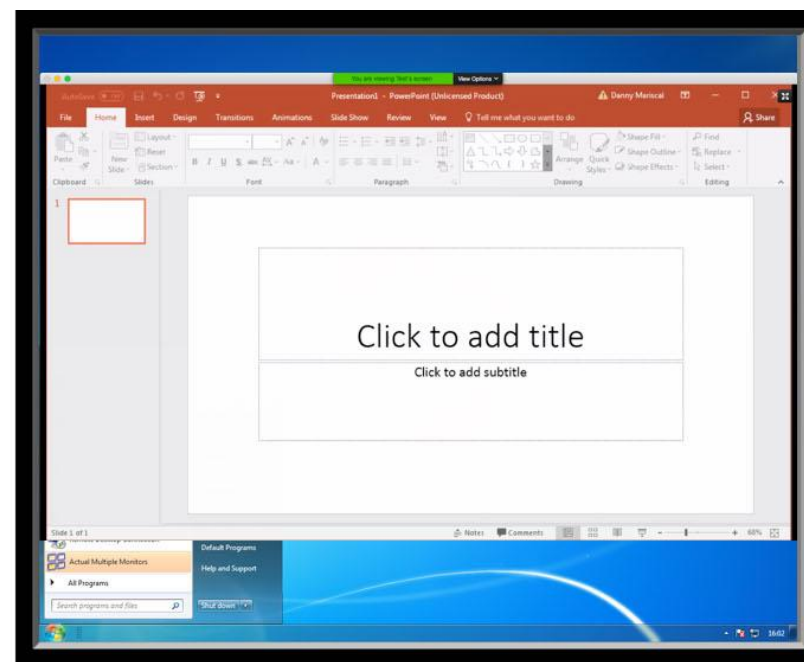 You are viewing Test's screen View Options
AutoSave Off Presentation1 - PowerPoint (Unlicensed Product) Danny Mariscal
File Home Insert Design Transitions Animations Slide Show Review View Tell me what you want to do Share
Paste New Slide Layout Reset Section Arrange Quick Styles Shape Fill Shape Outline Shape Effects Find Replace Select
B I U S Aa A
Clipboard Slides Font Paragraph Drawing Editing
1
Click to add title
Click to add subtitle
Slide 1 of 1 Notes Comments 60%
Default Programs
Actual Multiple Monitors
Help and Support
All Programs
Search programs and files Shut down
16:02